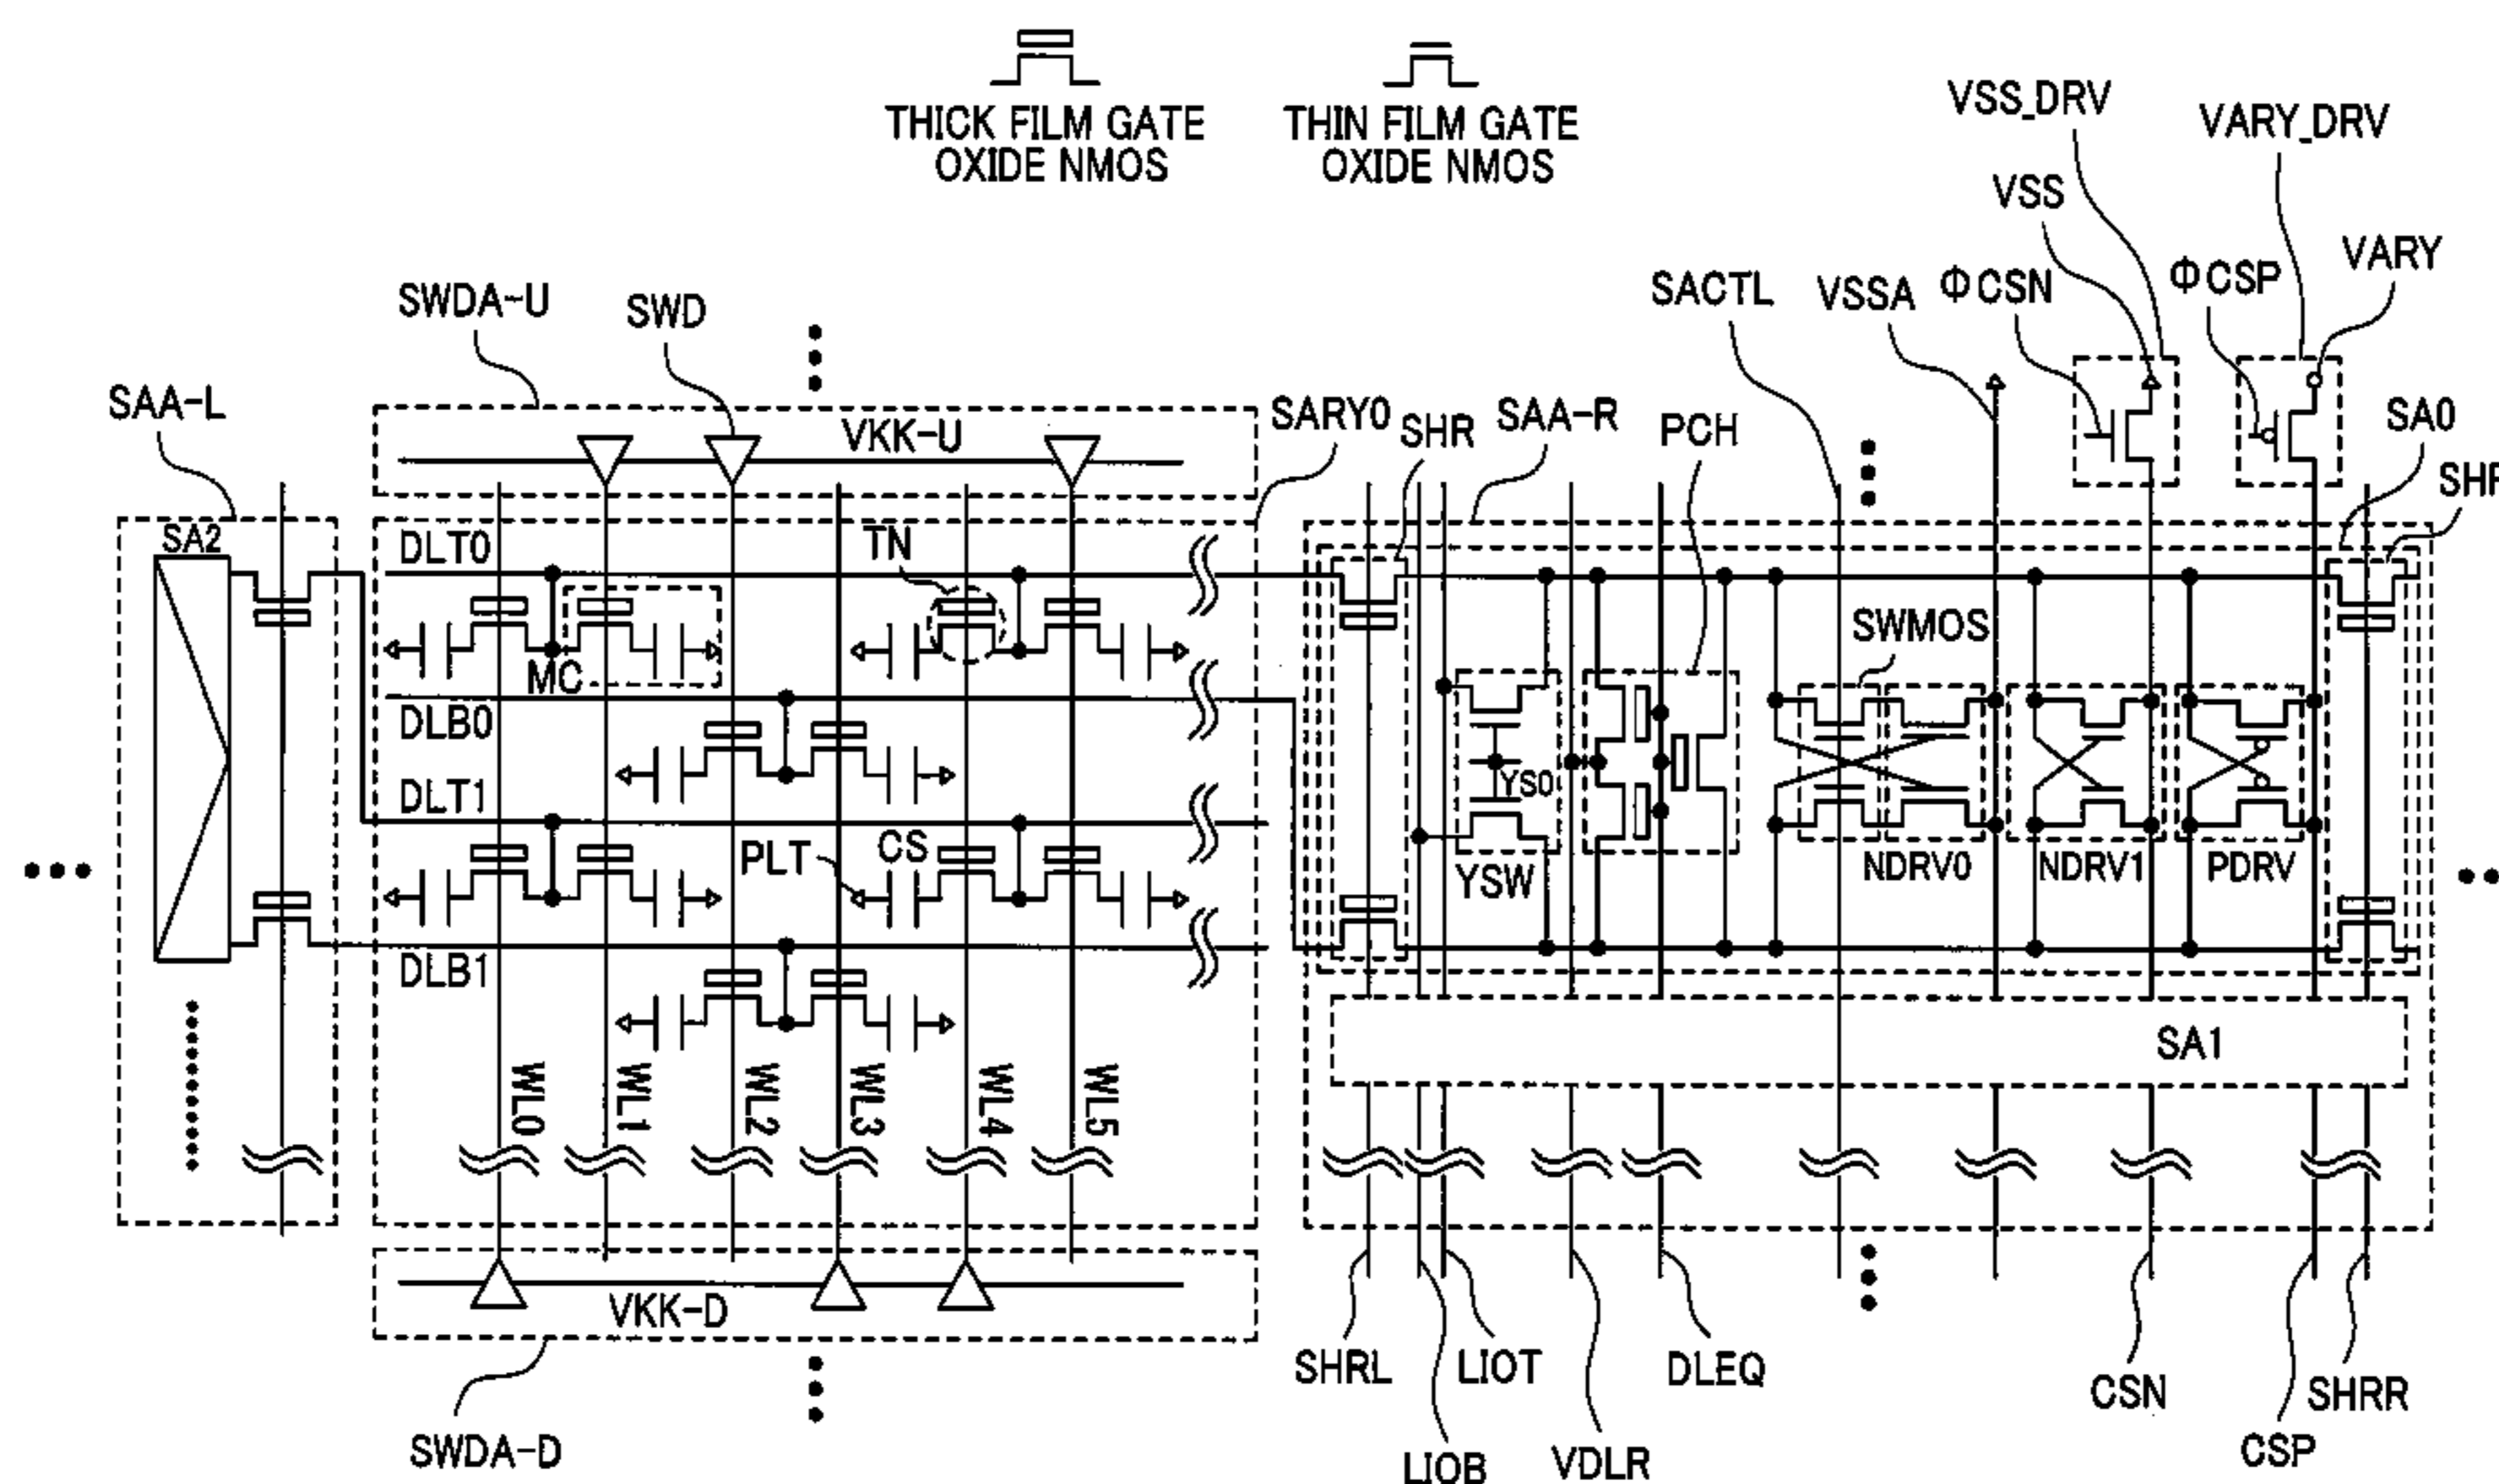 THICK FILM GATE
OXIDE NMOS
THIN FILM GATE
OXIDE NMOS
VSS_DRV
VARY_DRV
VSS
VARY
ΦCSN
ΦCSP
SACTL
VSSA
SWDA-U
SWD
SAA-L
SARY0
SHR
SAA-R
PCH
SA0
SHR
VKK-U
SA2
DLT0
TN
MC
SWMOS
DLB0
YS0
DLT1
PLT
CS
YSW
NDRV0
NDRV1
PDRV
DLB1
SA1
WL0
WL1
WL2
WL3
WL4
WL5
VKK-D
SHRL
LIOT
DLEQ
CSN
SHRR
SWDA-D
LIOB
VDLR
CSP